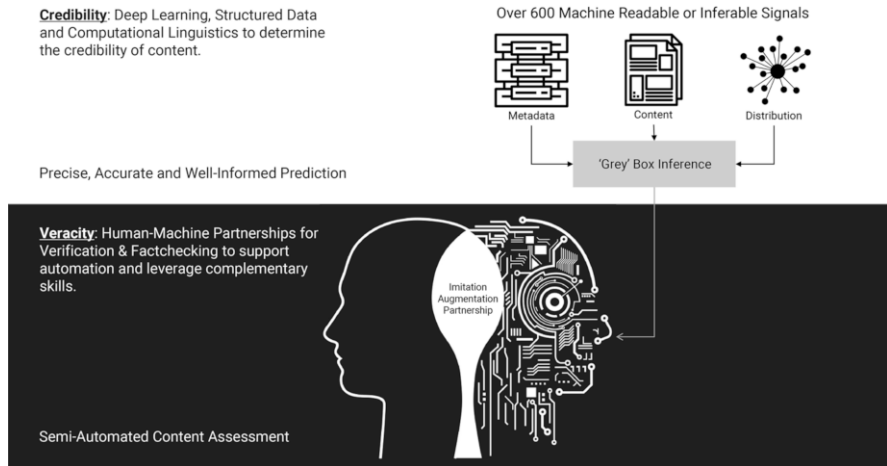 Credibility: Deep Learning, Structured Data
and Computational Linguistics to determine
the credibility of content.
Over 600 Machine Readable or Inferable Signals
Metadata
Content
Distribution
Precise, Accurate and Well-Informed Prediction
‘Grey’ Box Inference
Veracity: Human-Machine Partnerships for
Verification & Factchecking to support
automation and leverage complementary
skills.
Imitation
Augmentation
Partnership
Semi-Automated Content Assessment